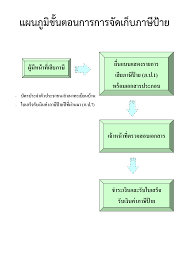 แผนภูมิขั้นตอนการการจัดเก็บภาษีป้าย
ผู้มีหน้าที่เสียภาษี
ยื่นแบบแสดงรายการ
เสียภาษีป้าย (ภ.ป.1)
พร้อมเอกสารประกอบ
เจ้าหน้าที่ตรวจสอบเอกสาร
ชำระเงินและรับใบเสร็จ
รับเงินค่าภาษีป้าย